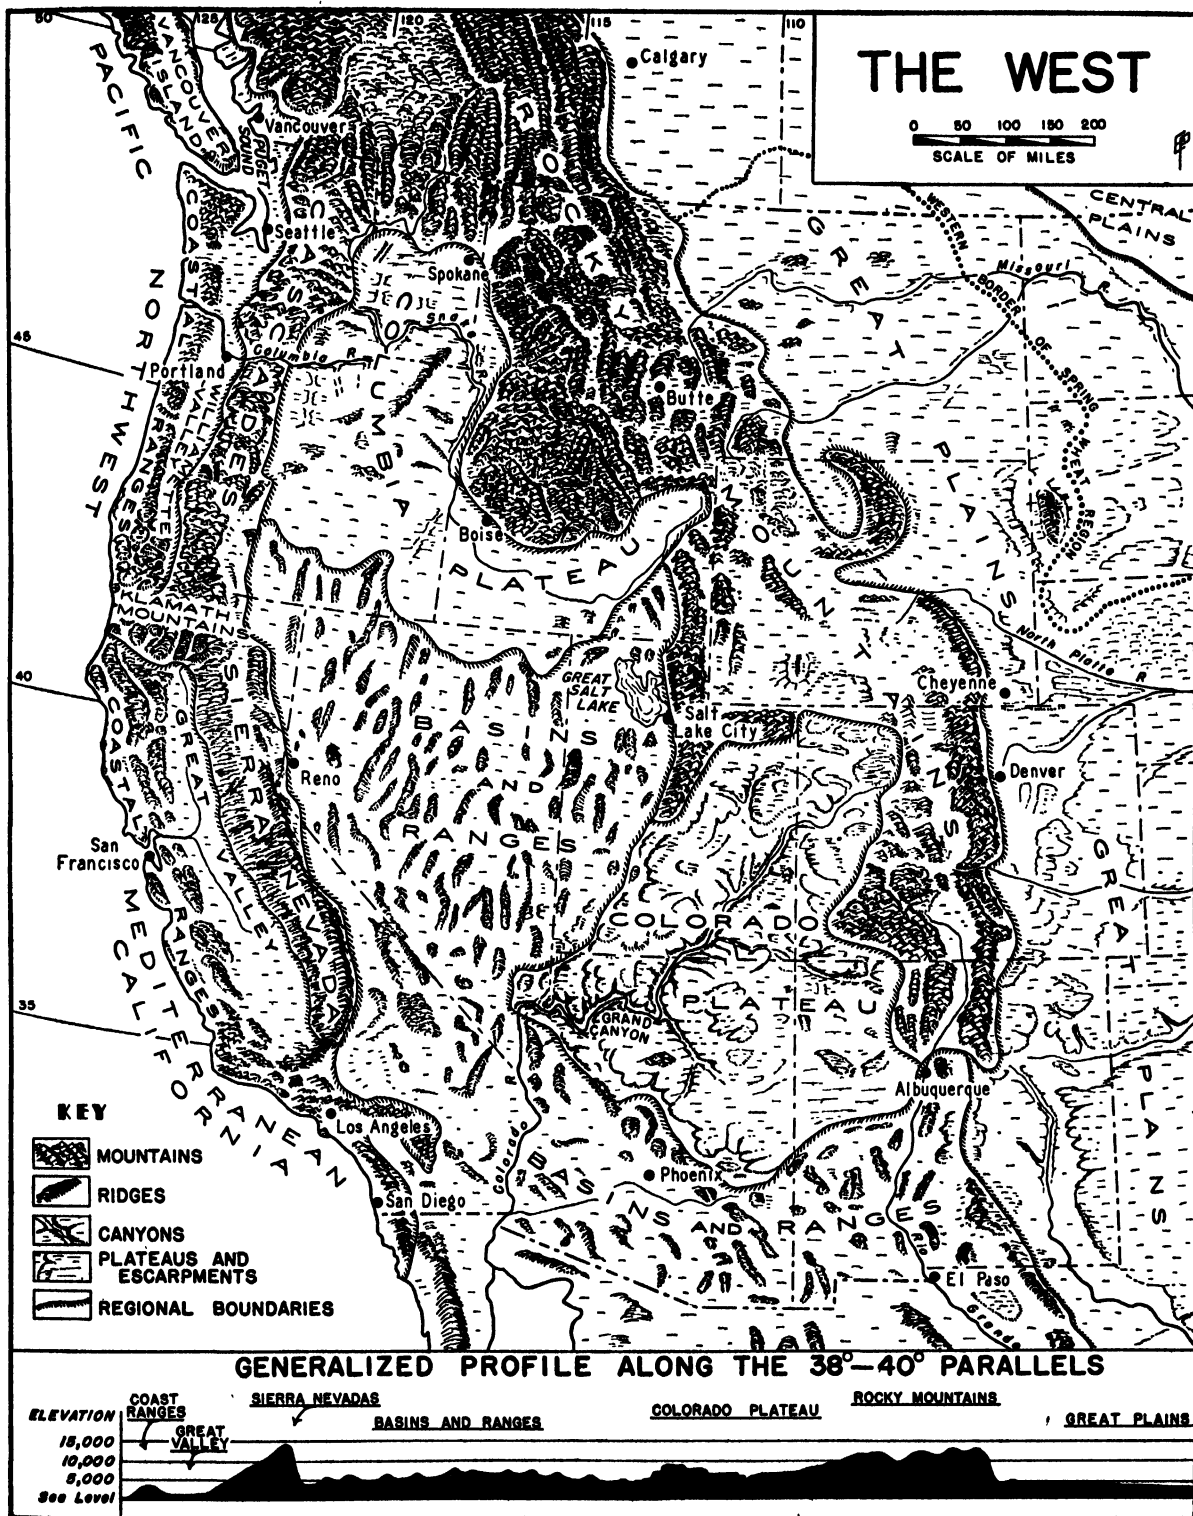 THE WEST
0 50 100 150 200
SCALE OF MILES
50
125
120
115
110
45
40
35
PACIFIC
NORTHWEST
VANCOUVER
ISLAND
VANCOUVER
Vancouver
PUGET
SOUND
Calgary
Seattle
Spokane
Portland
Columbia R
Snake R.
Butte
Boise
COASTAL RANGES
WILLIAMETTE
VALLEY
CASCADES
CASCADES
COLUMBIA
PLATEAU
ROCKY
MOUNTAINS
GREAT
PLAINS
CENTRAL
PLAINS
WESTERN BORDER OF SPRING WHEAT REGION
Missouri R.
North Platte R
KLAMATH
MOUNTAINS
SIERRA NEVADA
GREAT
VALLEY
COASTAL
RANGES
BASINS
AND
RANGES
GREAT
SALT
LAKE
Salt
Lake City
Cheyenne
Denver
Reno
San
Francisco
MEDITERRANEAN
CALIFORNIA
COLORADO
PLATEAU
GRAND
CANYON
Colorado R.
GREAT
PLAINS
Albuquerque
Los Angeles
San Diego
Phoenix
BASINS AND RANGES
El Paso
Rio Grande
KEY
MOUNTAINS
RIDGES
CANYONS
PLATEAUS AND
ESCARPMENTS
REGIONAL BOUNDARIES
GENERALIZED PROFILE ALONG THE 38°–40° PARALLELS
COAST
RANGES
GREAT
VALLEY
SIERRA NEVADAS
BASINS AND RANGES
COLORADO PLATEAU
ROCKY MOUNTAINS
GREAT PLAINS
ELEVATION
15,000
10,000
5,000
Sea Level